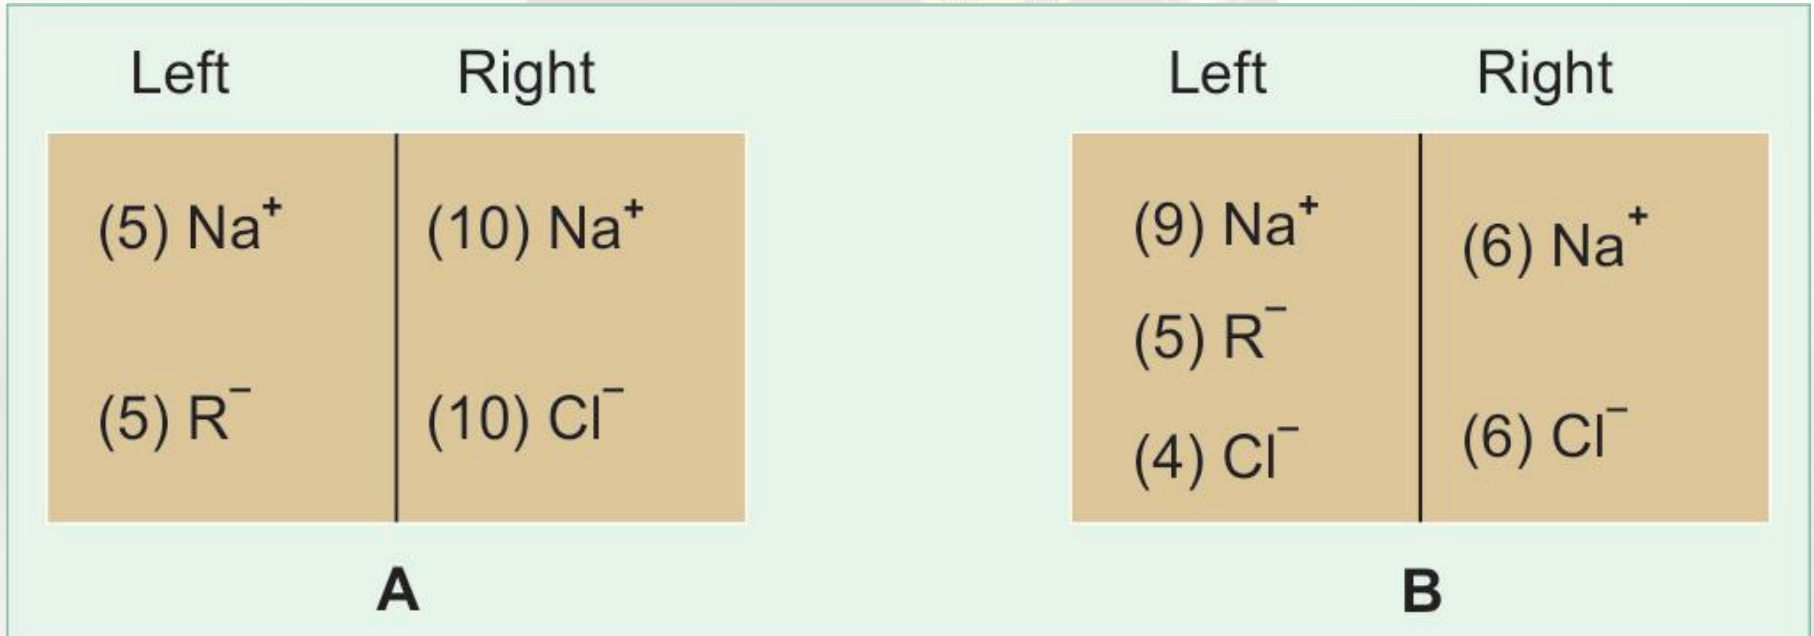 Left Right Left Right
(5) Na⁺ (10) Na⁺ (9) Na⁺ (6) Na⁺
(5) R⁻
(5) R⁻ (10) Cl⁻ (4) Cl⁻ (6) Cl⁻
A B